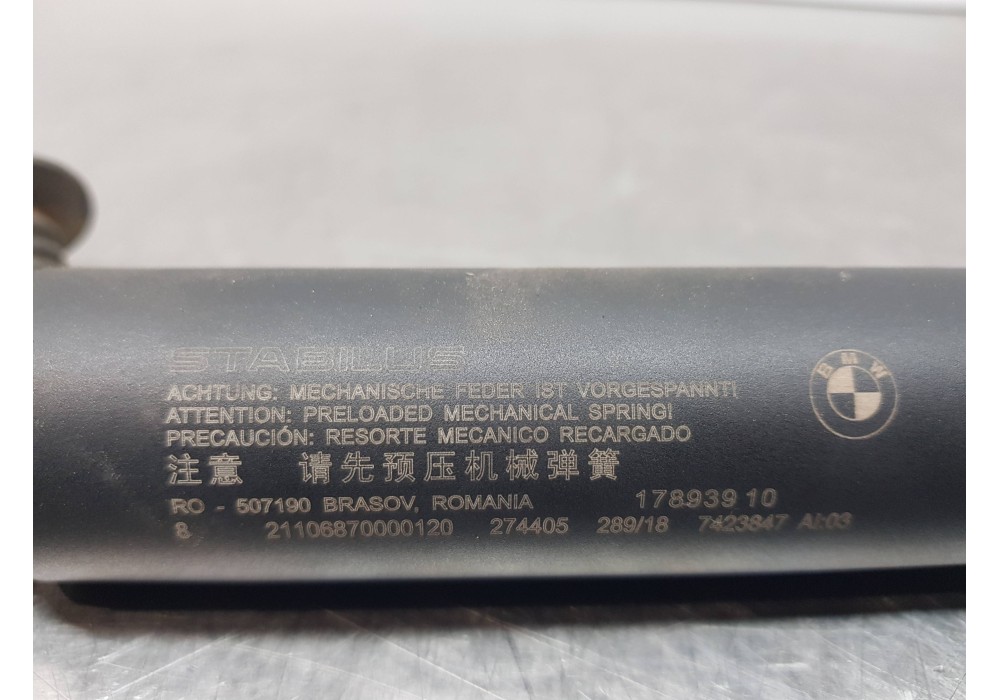 STABILUS
ACHTUNG: MECHANISCHE FEDER IST VORGESPANNT!
ATTENTION: PRELOADED MECHANICAL SPRING!
PRECAUCIÓN: RESORTE MECANICO RECARGADO
注意 请先预压机械弹簧
RO - 507190 BRASOV, ROMANIA 17893910
8 21106870000120 274405 289/18 7423847 AI:03
BMW